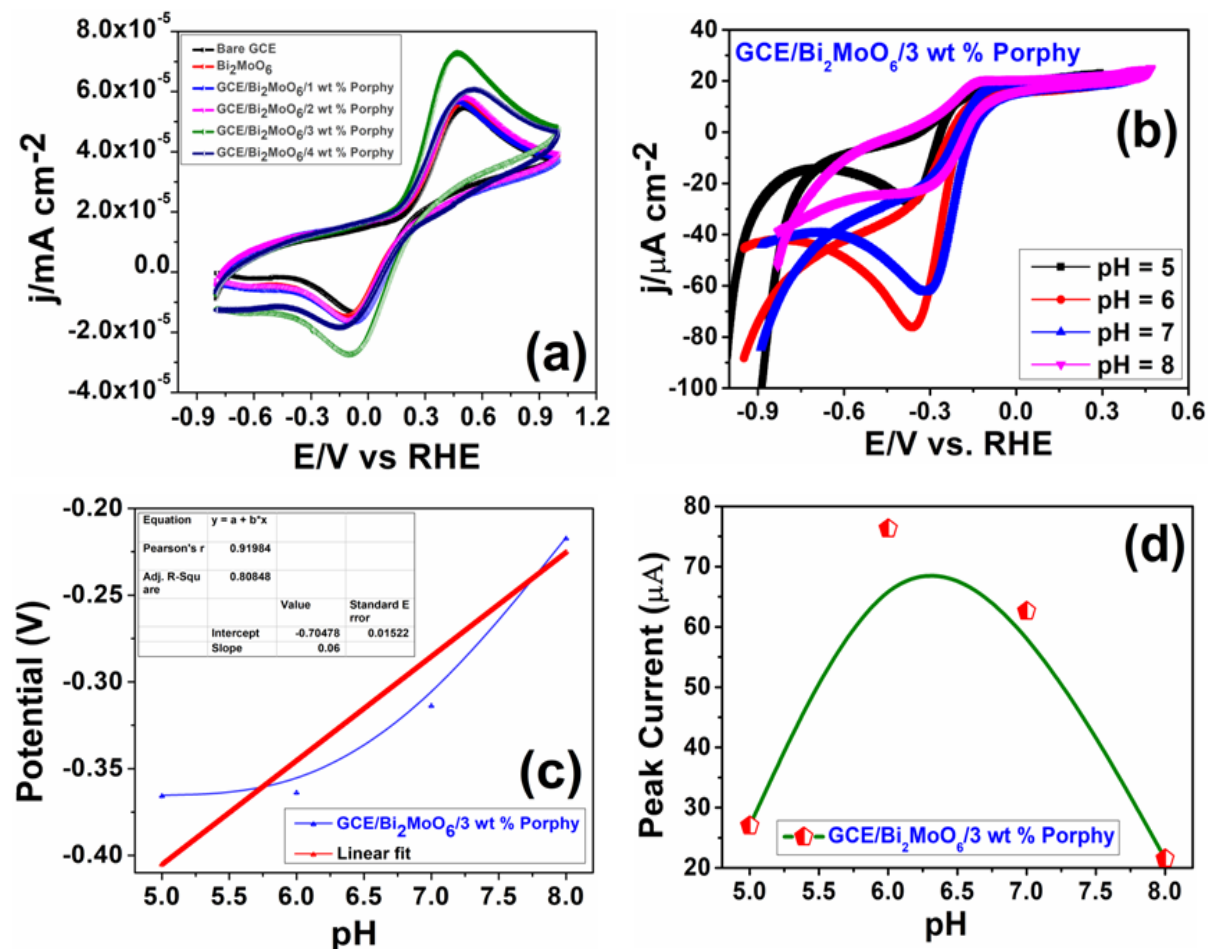 8.0x10-5
6.0x10-5
4.0x10-5
2.0x10-5
0.0
-2.0x10-5
-4.0x10-5
j/mA cm-2
Bare GCE
Bi2MoO6
GCE/Bi2MoO6/1 wt % Porphy
GCE/Bi2MoO6/2 wt % Porphy
GCE/Bi2MoO6/3 wt % Porphy
GCE/Bi2MoO6/4 wt % Porphy
(a)
-0.9 -0.6 -0.3 0.0 0.3 0.6 0.9 1.2
E/V vs RHE
GCE/Bi2MoO6/3 wt % Porphy
(b)
20
0
-20
-40
-60
-80
-100
j/μA cm-2
pH = 5
pH = 6
pH = 7
pH = 8
-0.9 -0.6 -0.3 0.0 0.3 0.6
E/V vs. RHE
-0.20
-0.25
-0.30
-0.35
-0.40
Potential (V)
Equation y = a + b*x
Pearson's r 0.91984
Adj. R-Squ
are
0.80848
Value Standard E
rror
Intercept -0.70478 0.01522
Slope 0.06
(c)
GCE/Bi2MoO6/3 wt % Porphy
Linear fit
5.0 5.5 6.0 6.5 7.0 7.5 8.0
pH
80
70
60
50
40
30
20
Peak Current (μA)
(d)
GCE/Bi2MoO6/3 wt % Porphy
5.0 5.5 6.0 6.5 7.0 7.5 8.0
pH